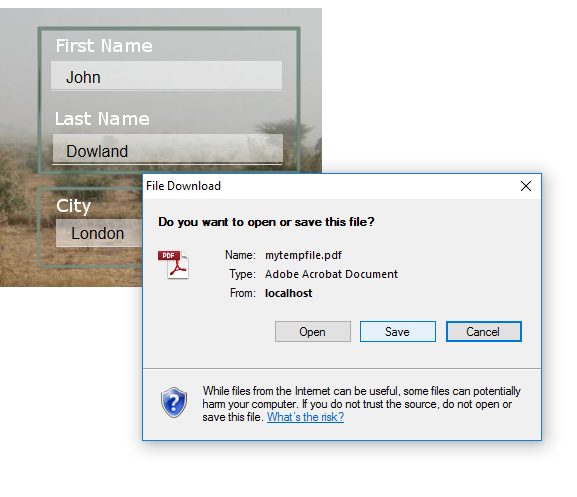 First Name
John
Last Name
Dowland
City
London
File Download
Do you want to open or save this file?
PDF
Name: mytempfile.pdf
Type: Adobe Acrobat Document
From: localhost
Open Save Cancel
While files from the Internet can be useful, some files can potentially
harm your computer. If you do not trust the source, do not open or
save this file. What's the risk?